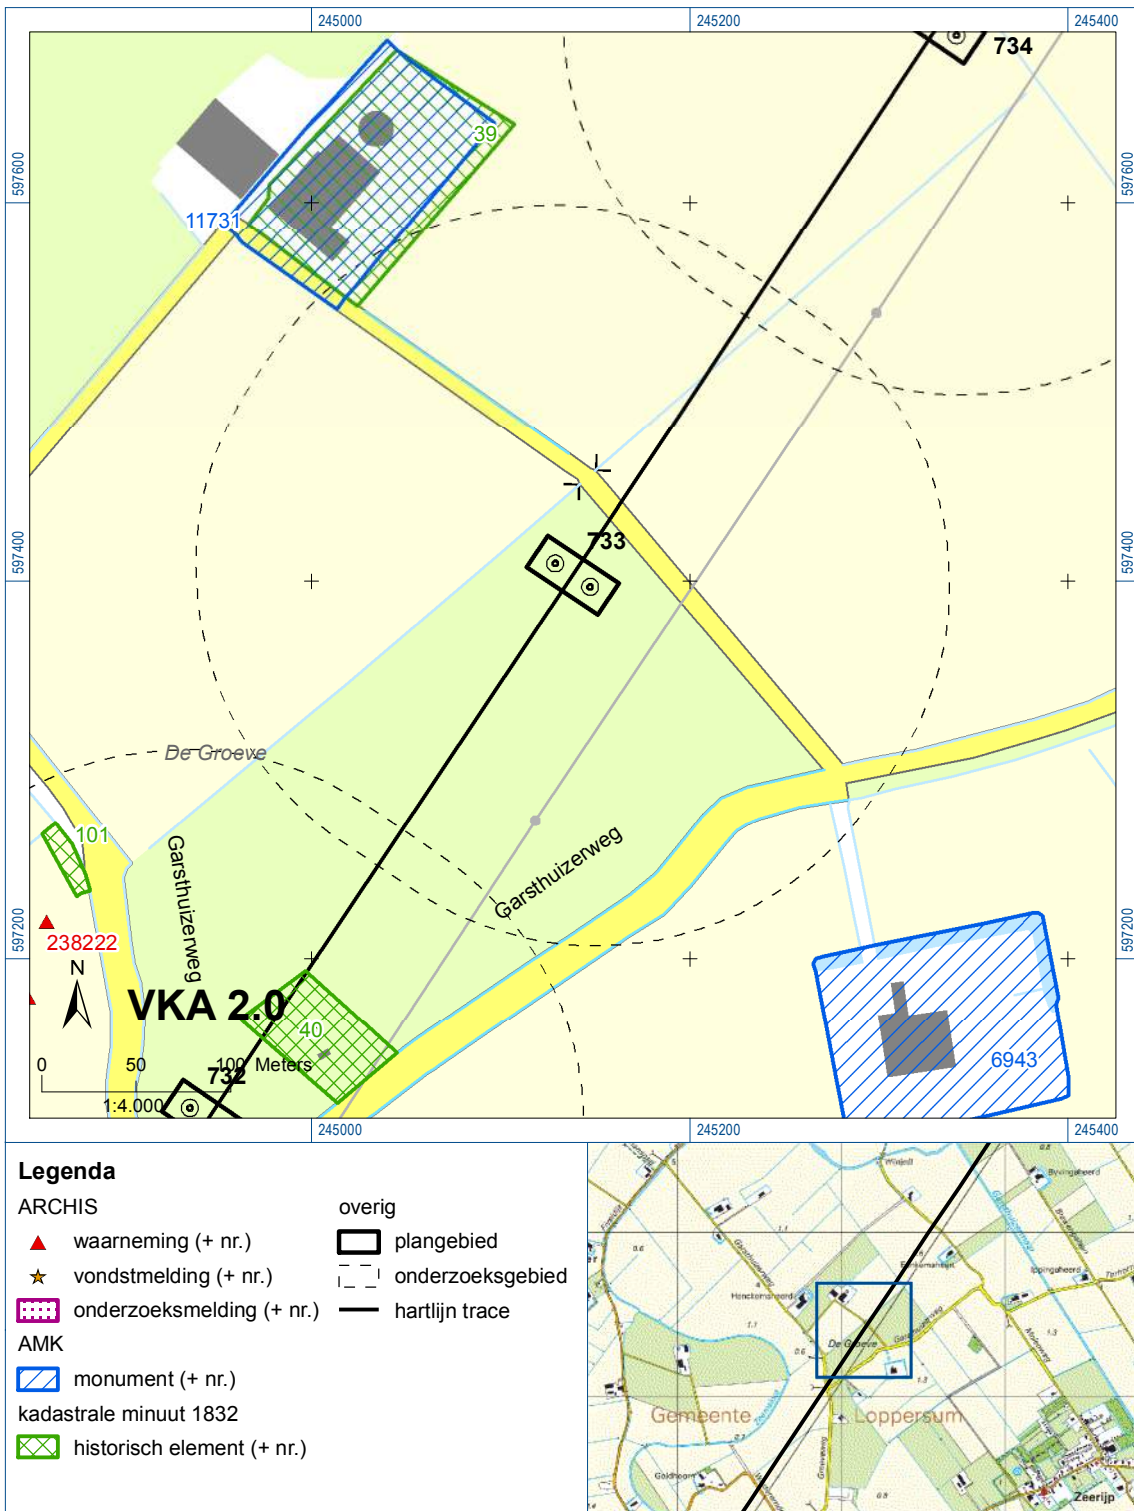 245000
245200
245400
734
39
597600
597600
11731
733
597400
597400
De Groeve
101
Garsthuizerweg
Garsthuizerweg
238222
597200
597200
N
VKA 2.0
40
6943
0 50 100 Meters
732
1:4.000
245000
245200
245400
Legenda
ARCHIS
waarneming (+ nr.)
vondstmelding (+ nr.)
onderzoeksmelding (+ nr.)
AMK
monument (+ nr.)
kadastrale minuut 1832
historisch element (+ nr.)
overig
plangebied
onderzoeksgebied
hartlijn trace
De Groeve
Gemeente Loppersum
Zeerijp